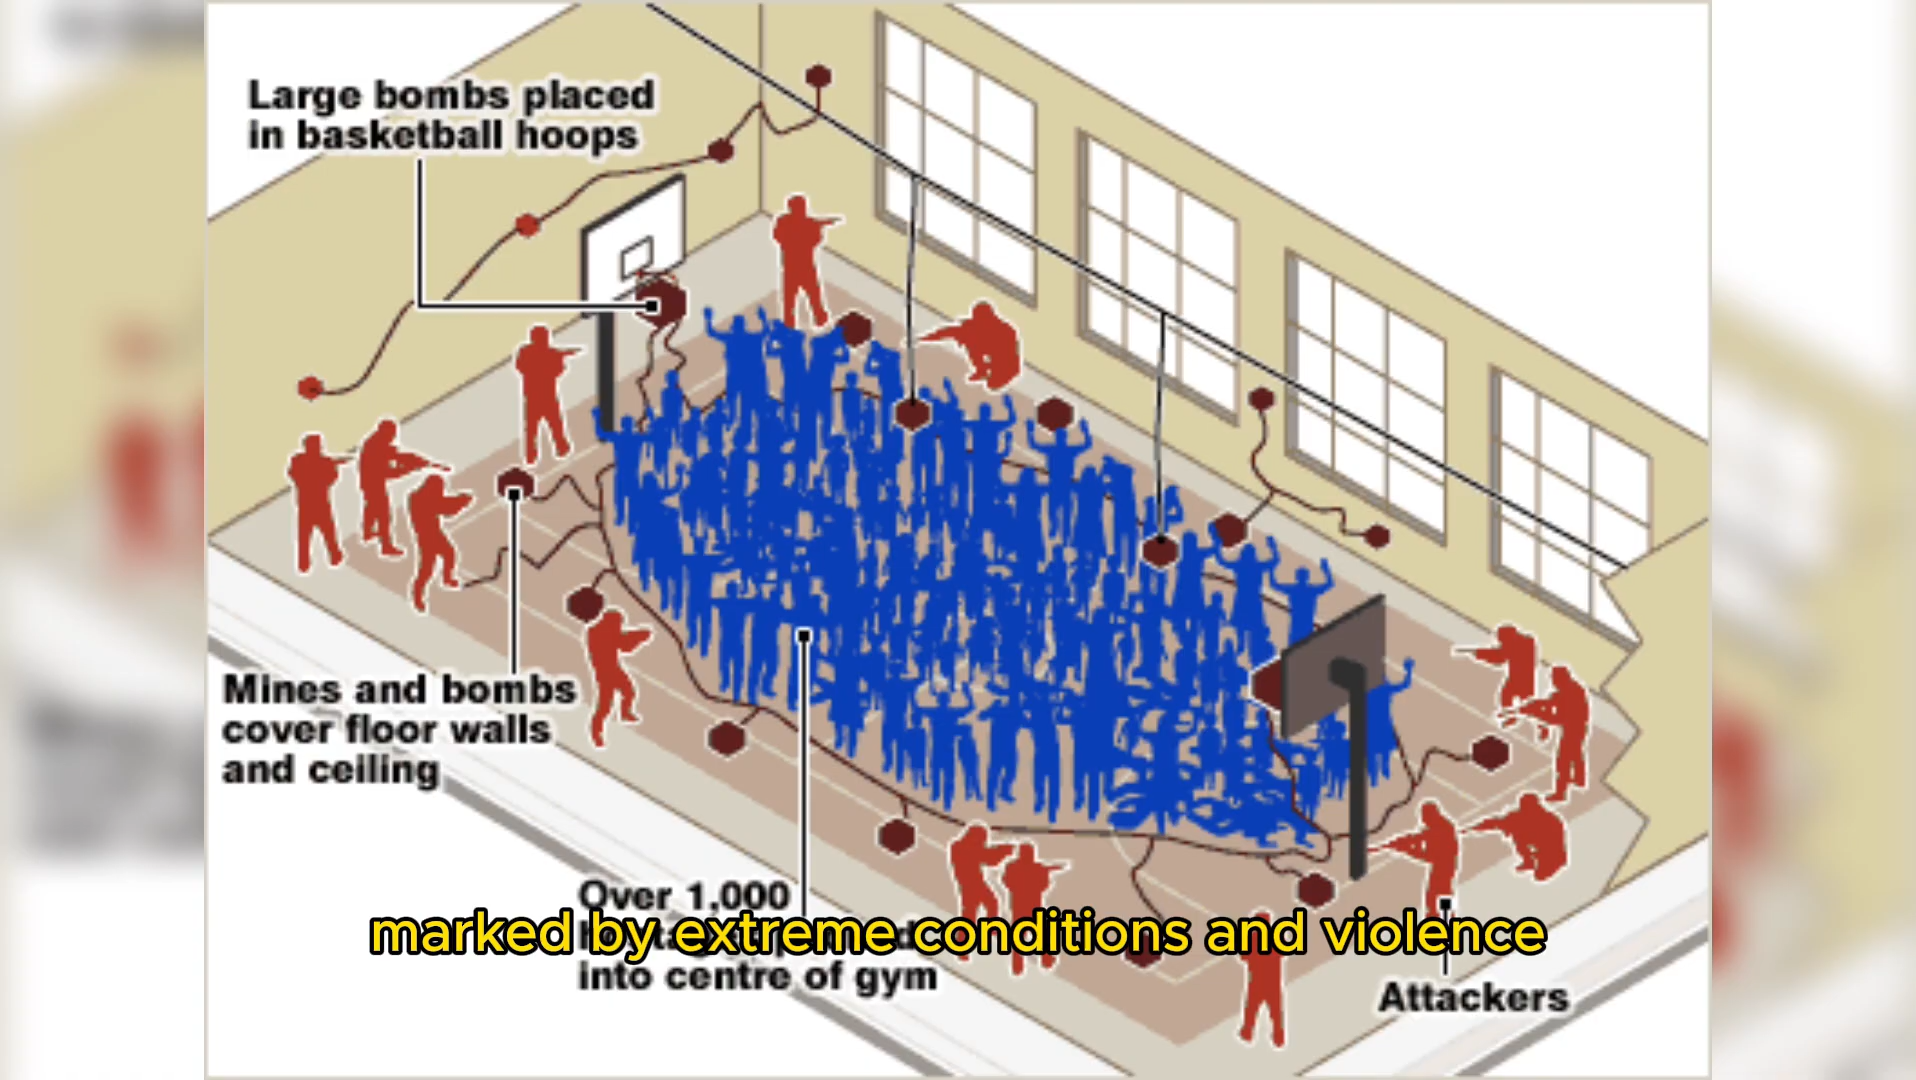 Large bombs placed
in basketball hoops
Mines and bombs
cover floor walls
and ceiling
Over 1.000
marked by extreme conditions and violence
into centre of gym
Attackers